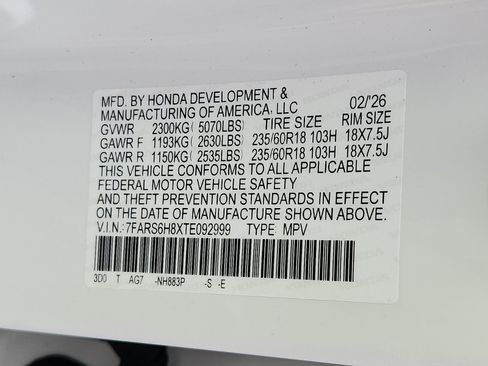 MFD. BY HONDA DEVELOPMENT &
MANUFACTURING OF AMERICA, LLC 02/'26
GVWR 2300KG( 5070LBS) TIRE SIZE RIM SIZE
GAWR F 1193KG( 2630LBS) 235/60R18 103H 18X7.5J
GAWR R 1150KG( 2535LBS) 235/60R18 103H 18X7.5J
THIS VEHICLE CONFORMS TO ALL APPLICABLE
FEDERAL MOTOR VEHICLE SAFETY
AND THEFT PREVENTION STANDARDS IN EFFECT
ON THE DATE OF MANUFACTURE SHOWN ABOVE.
V.I.N.:7FARS6H8XTE092999 TYPE: MPV
3D0 T AG7 -NH883P -S -E